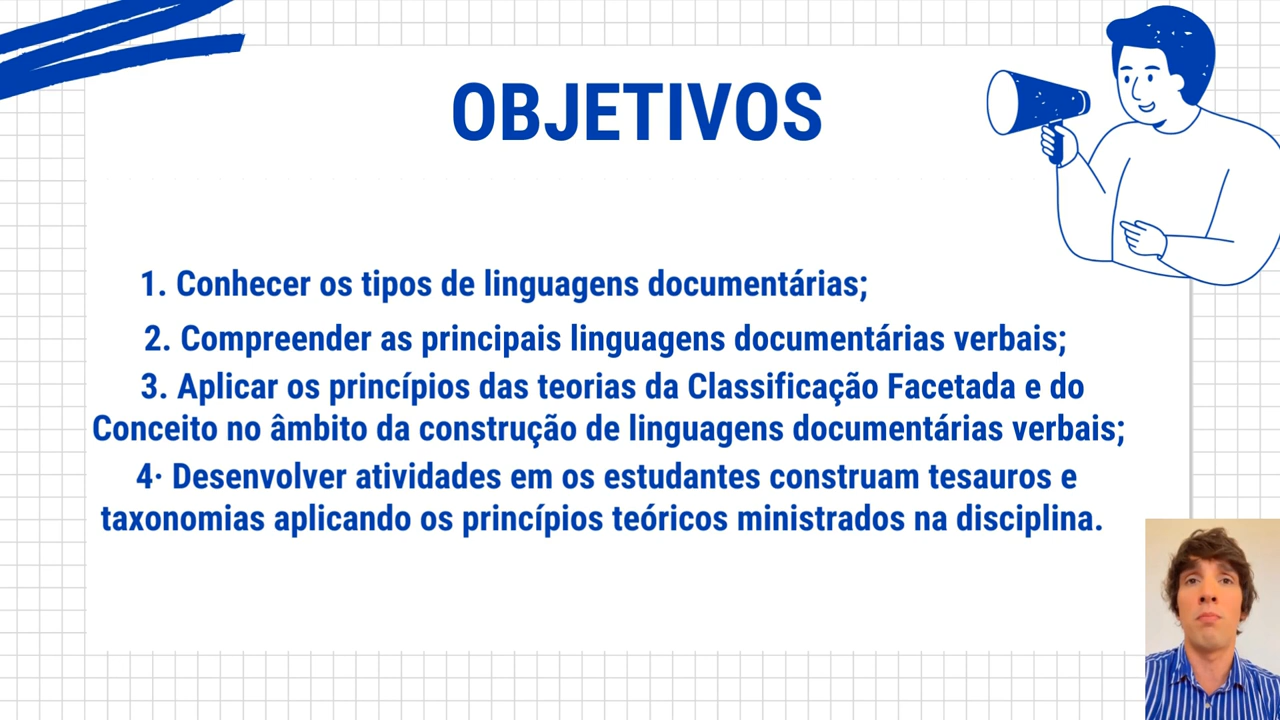 OBJETIVOS
1. Conhecer os tipos de linguagens documentárias;
2. Compreender as principais linguagens documentárias verbais;
3. Aplicar os princípios das teorias da Classificação Facetada e do
Conceito no âmbito da construção de linguagens documentárias verbais;
4· Desenvolver atividades em os estudantes construam tesauros e
taxonomias aplicando os princípios teóricos ministrados na disciplina.